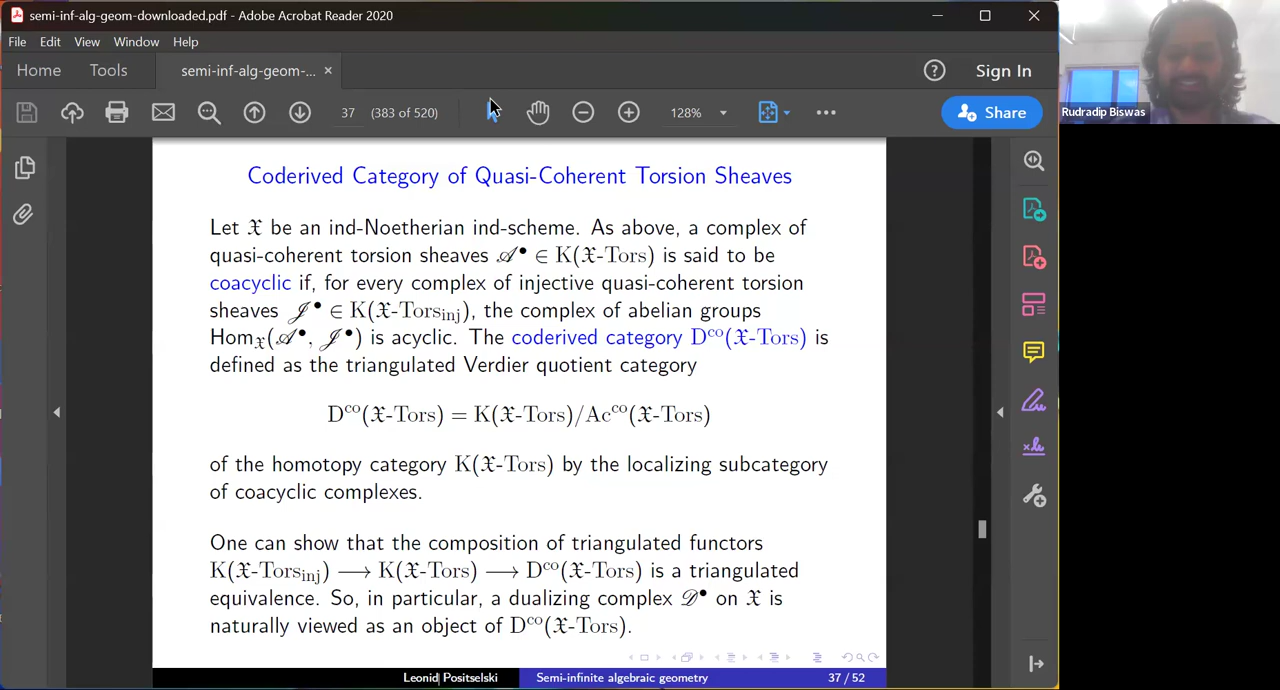 semi-inf-alg-geom-downloaded.pdf - Adobe Acrobat Reader 2020
File Edit View Window Help
Home Tools semi-inf-alg-geom-... × Sign In
37 (383 of 520) 128% Share
Rudradip Biswas
Coderived Category of Quasi-Coherent Torsion Sheaves
Let 𝔛 be an ind-Noetherian ind-scheme. As above, a complex of
quasi-coherent torsion sheaves 𝒜• ∈ K(𝔛-Tors) is said to be
coacyclic if, for every complex of injective quasi-coherent torsion
sheaves 𝒥• ∈ K(𝔛-Tors_inj), the complex of abelian groups
Hom_𝔛(𝒜•, 𝒥•) is acyclic. The coderived category D^co(𝔛-Tors) is
defined as the triangulated Verdier quotient category
D^co(𝔛-Tors) = K(𝔛-Tors)/Ac^co(𝔛-Tors)
of the homotopy category K(𝔛-Tors) by the localizing subcategory
of coacyclic complexes.
One can show that the composition of triangulated functors
K(𝔛-Tors_inj) ⟶ K(𝔛-Tors) ⟶ D^co(𝔛-Tors) is a triangulated
equivalence. So, in particular, a dualizing complex 𝒟• on 𝔛 is
naturally viewed as an object of D^co(𝔛-Tors).
Leonid Positselski Semi-infinite algebraic geometry 37 / 52